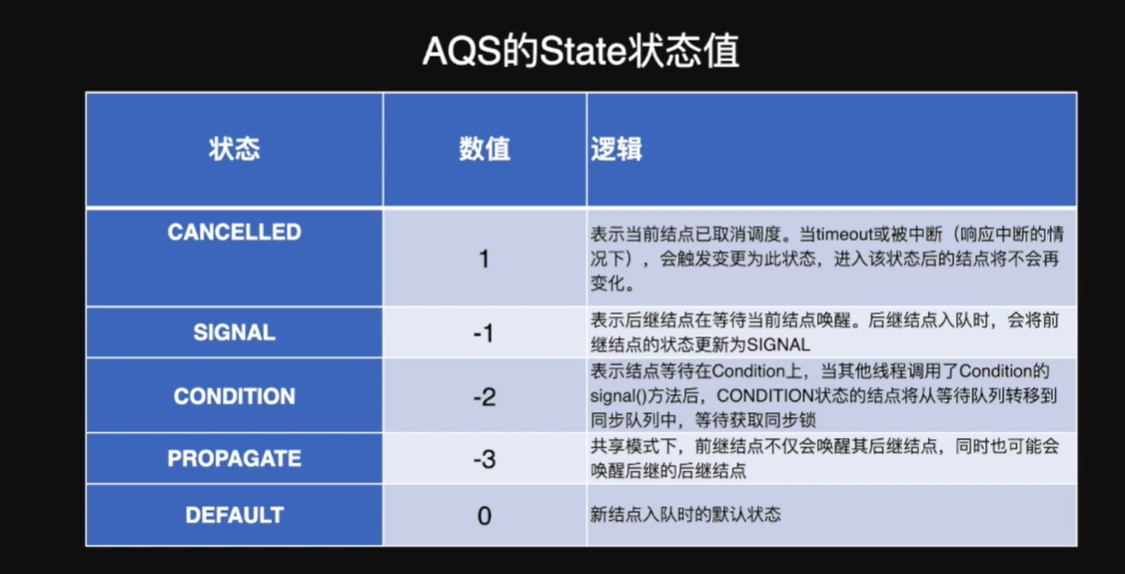 AQS的State状态值
状态 数值 逻辑
CANCELLED 1 表示当前结点已取消调度。当timeout或被中断（响应中断的情
况下），会触发变更为此状态，进入该状态后的结点将不会再
变化。
SIGNAL -1 表示后继结点在等待当前结点唤醒。后继结点入队时，会将前
继结点的状态更新为SIGNAL
CONDITION -2 表示结点等待在Condition上，当其他线程调用了Condition的
signal()方法后，CONDITION状态的结点将从等待队列转移到
同步队列中，等待获取同步锁
PROPAGATE -3 共享模式下，前继结点不仅会唤醒其后继结点，同时也可能会
唤醒后继的后继结点
DEFAULT 0 新结点入队时的默认状态